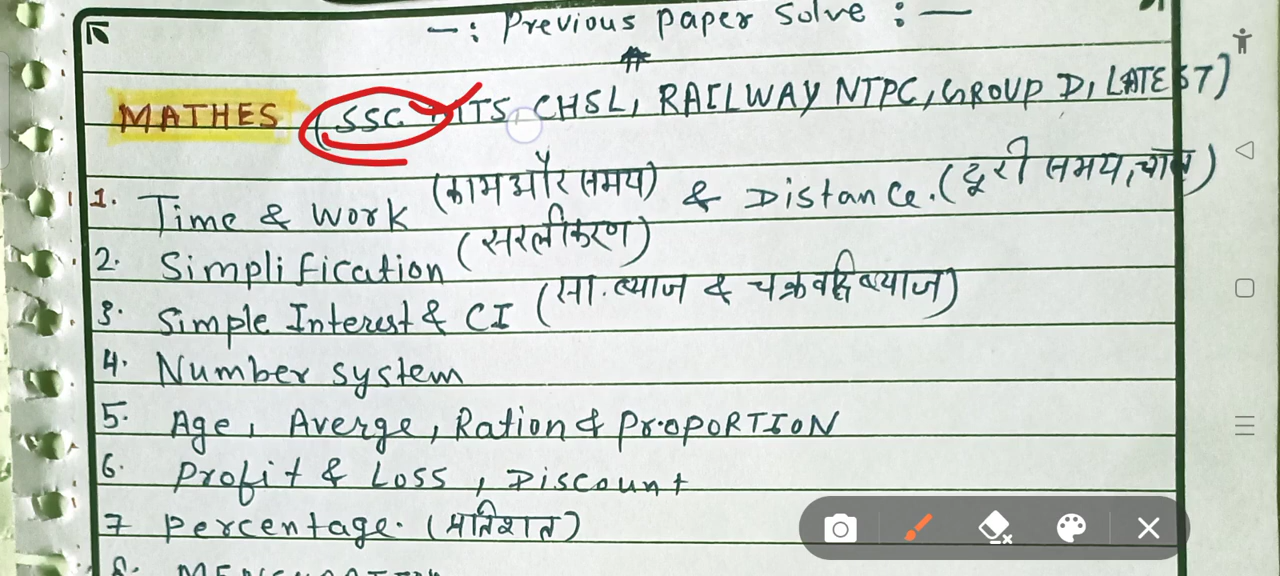 -: Previous paper solve :-
MATHES (SSC MTS, CHSL, RAILWAY NTPC, GROUP D, LATEST)
1. Time & work (काम और समय) & Distance. (दूरी समय, चाल)
2. Simplification (सरलीकरण)
3. Simple Interest & CI (सा. ब्याज & चक्रवृद्धि ब्याज)
4. Number system
5. Age, Averge, Ration & PROPORTION
6. Profit & Loss, Discount
7 Percentage. (प्रतिशत)
8. MENSURATION